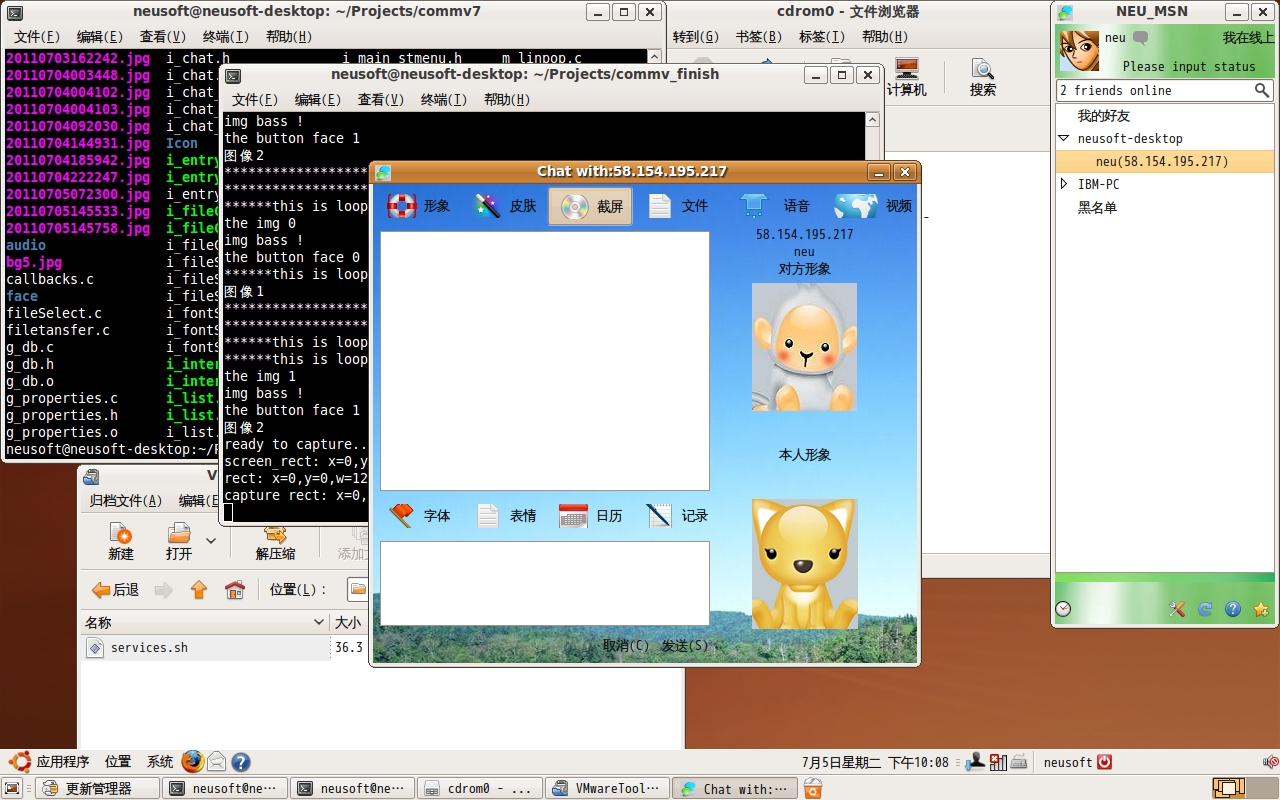 neusoft@neusoft-desktop: ~/Projects/commv7
文件(F) 编辑(E) 查看(V) 终端(T) 帮助(H)
20110703162242.jpg i_chat.h i_main_stmenu.h m_linpop.c
20110704003448.jpg i_chat.
20110704004102.jpg i_chat_
20110704004103.jpg i_chat_
20110704092030.jpg i_chat_
20110704144931.jpg Icon
20110704185942.jpg i_entry
20110704222247.jpg i_entry
20110705072300.jpg i_entry
20110705145533.jpg i_fileC
20110705145758.jpg i_fileC
audio i_fileC
bg5.jpg i_fileS
callbacks.c i_fileS
face i_fileS
fileSelect.c i_fontS
filetansfer.c i_fontS
g_db.c i_fontS
g_db.h i_inter
g_db.o i_inter
g_properties.c i_list.
g_properties.h i_list.
g_properties.o i_list.
neusoft@neusoft-desktop:~/P
cdrom0 - 文件浏览器
转到(G) 书签(B) 标签(T) 帮助(H)
计算机 搜索
neusoft@neusoft-desktop: ~/Projects/commv_finish
文件(F) 编辑(E) 查看(V) 终端(T) 帮助(H)
img bass !
the button face 1
图像2
******************
******************
******this is loop
the img 0
img bass !
the button face 0
******this is loop
图像1
******************
******************
******this is loop
******this is loop
the img 1
img bass !
the button face 1
图像2
ready to capture..
screen_rect: x=0,y
rect: x=0,y=0,w=12
capture rect: x=0,
Chat with:58.154.195.217
形象 皮肤 截屏 文件 语音 视频
58.154.195.217
neu
对方形象
本人形象
字体 表情 日历 记录
取消(C) 发送(S)
NEU_MSN
neu 我在线上
Please input status
2 friends online
我的好友
neusoft-desktop
neu(58.154.195.217)
IBM-PC
黑名单
V
归档文件(A) 编辑(E
新建 打开 解压缩 添加
后退 位置(L):
名称 大小
services.sh 36.3
应用程序 位置 系统 7月5日星期二 下午10:08 neusoft
更新管理器 neusoft@ne… neusoft@ne… cdrom0 - ... VMwareTool… Chat with:…